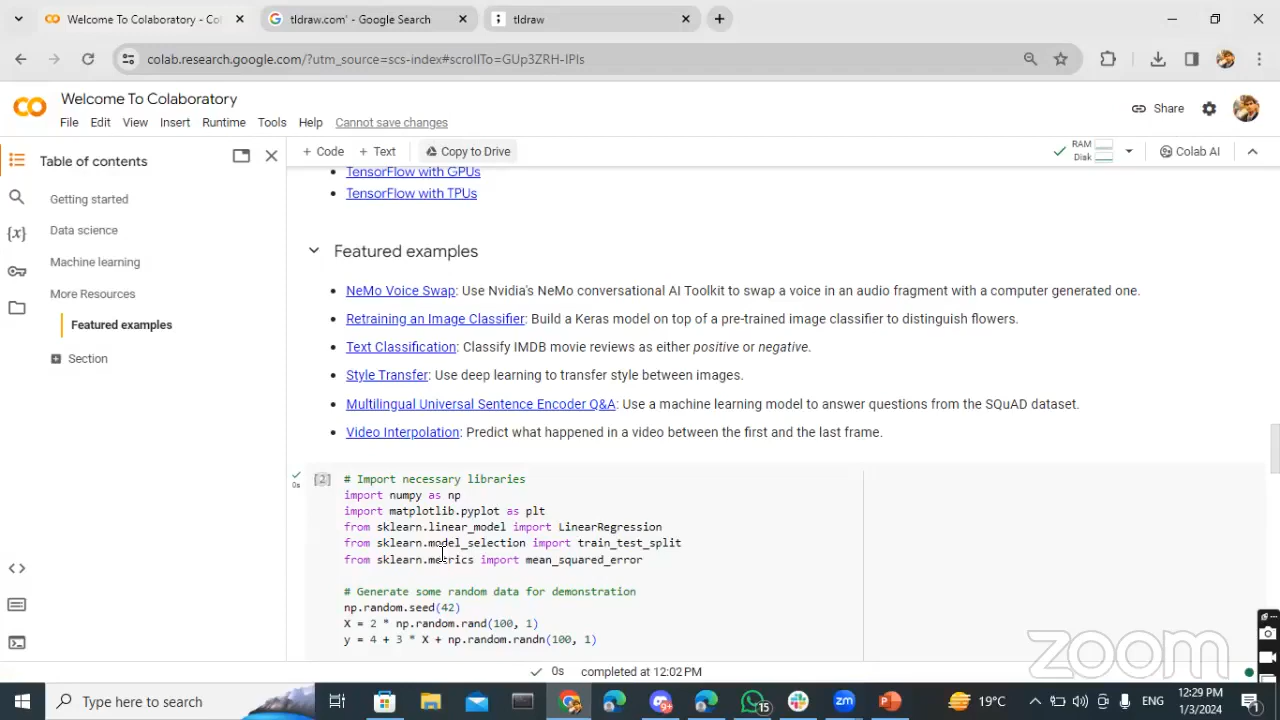 Welcome To Colaboratory - Col
tldraw.com' - Google Search
tldraw
colab.research.google.com/?utm_source=scs-index#scrollTo=GUp3ZRH-IPIs
Welcome To Colaboratory
File Edit View Insert Runtime Tools Help Cannot save changes
Share
+ Code + Text Copy to Drive
RAM
Disk
Colab AI
Table of contents
Getting started
Data science
Machine learning
More Resources
Featured examples
Section
{x}
TensorFlow with GPUs
TensorFlow with TPUs
Featured examples
NeMo Voice Swap: Use Nvidia's NeMo conversational AI Toolkit to swap a voice in an audio fragment with a computer generated one.
Retraining an Image Classifier: Build a Keras model on top of a pre-trained image classifier to distinguish flowers.
Text Classification: Classify IMDB movie reviews as either positive or negative.
Style Transfer: Use deep learning to transfer style between images.
Multilingual Universal Sentence Encoder Q&A: Use a machine learning model to answer questions from the SQuAD dataset.
Video Interpolation: Predict what happened in a video between the first and the last frame.
0s
[2]
# Import necessary libraries
import numpy as np
import matplotlib.pyplot as plt
from sklearn.linear_model import LinearRegression
from sklearn.model_selection import train_test_split
from sklearn.metrics import mean_squared_error
# Generate some random data for demonstration
np.random.seed(42)
X = 2 * np.random.rand(100, 1)
y = 4 + 3 * X + np.random.randn(100, 1)
zoom
0s completed at 12:02 PM
Type here to search
9+
15
zm
19°C
ENG
12:29 PM
1/3/2024
1